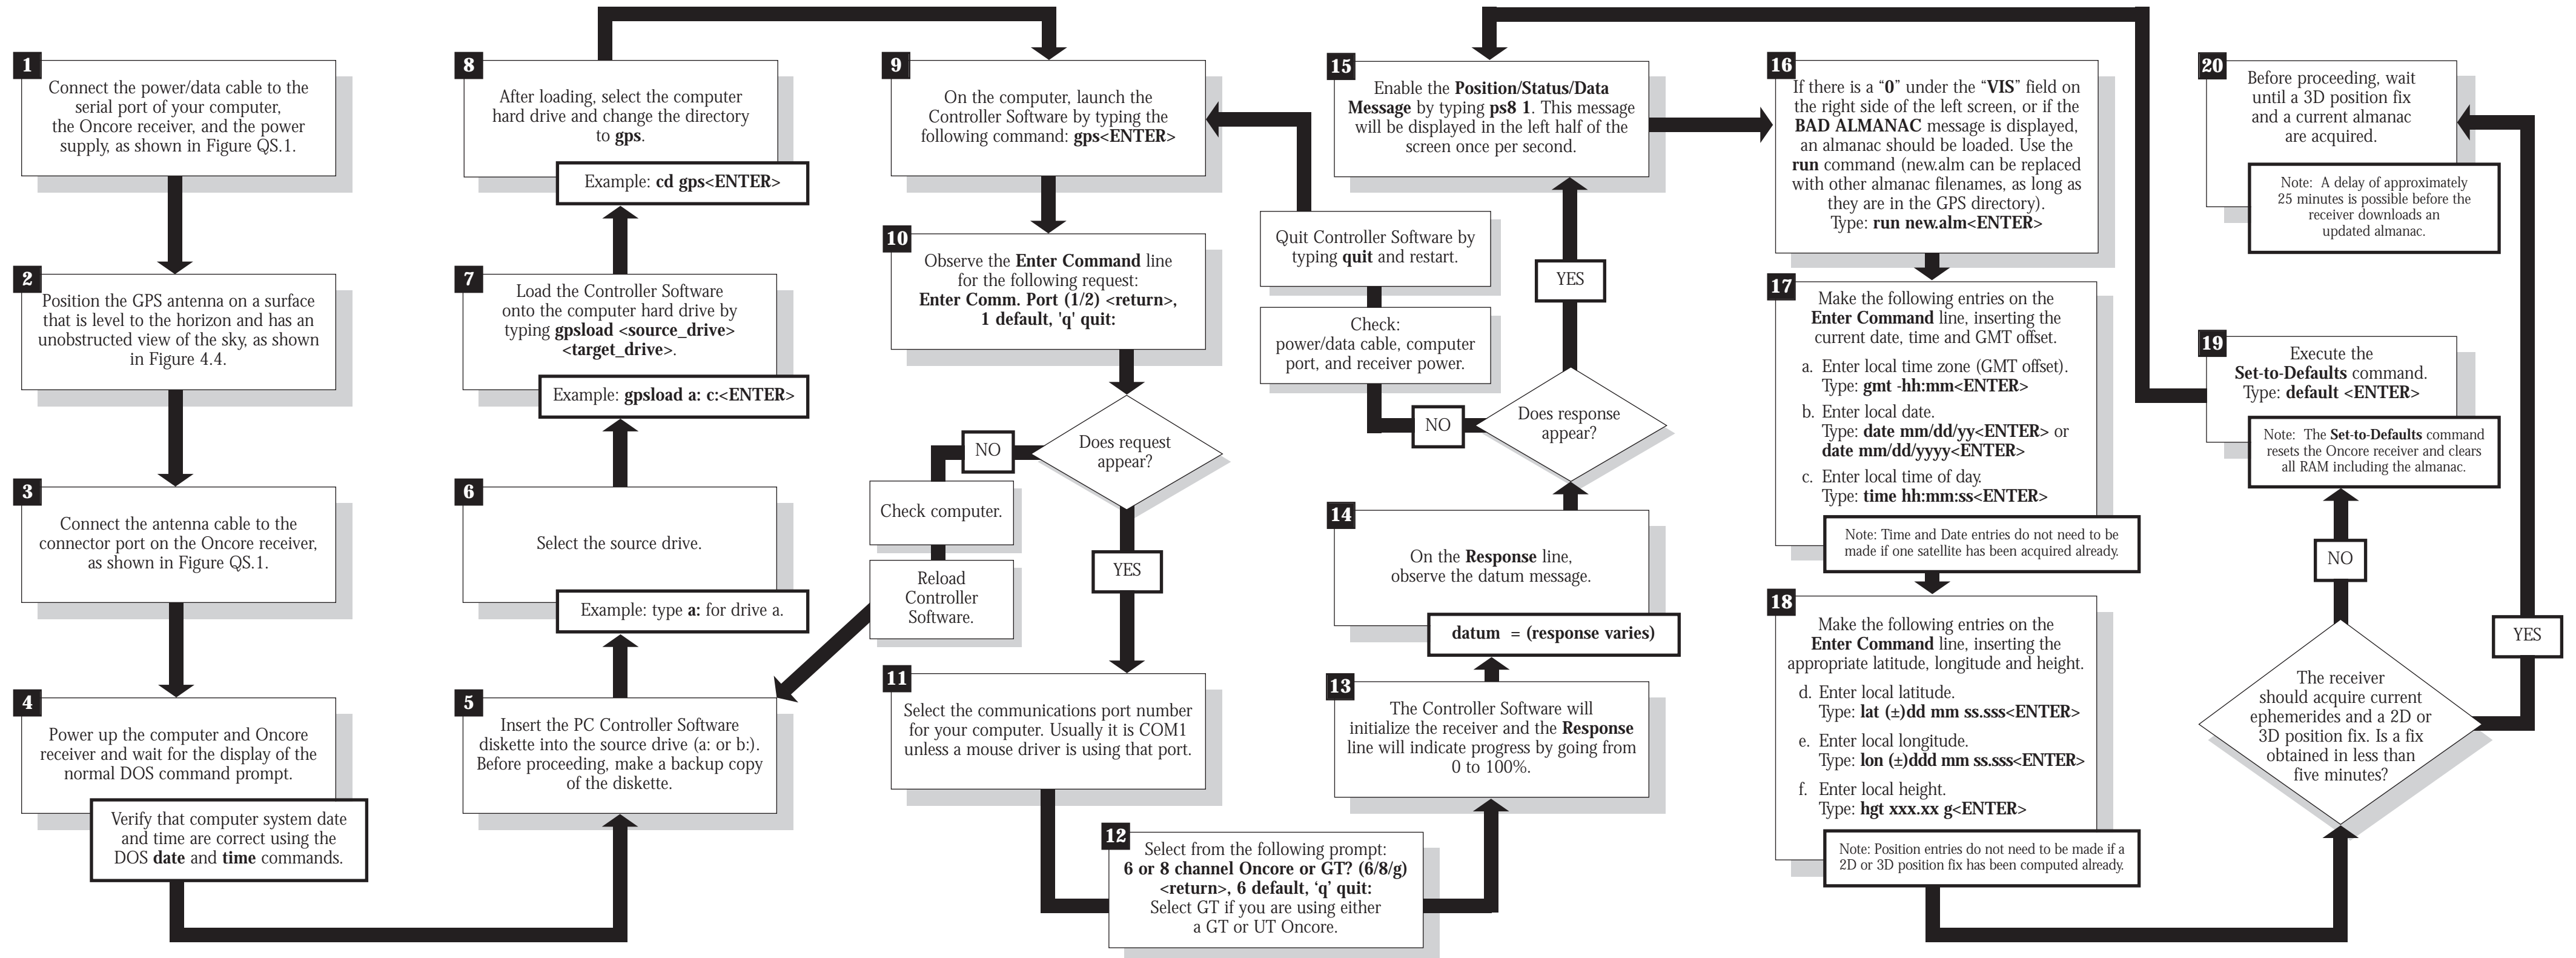 1
Connect the power/data cable to the
serial port of your computer,
the Oncore receiver, and the power
supply, as shown in Figure QS.1.
2
Position the GPS antenna on a surface
that is level to the horizon and has an
unobstructed view of the sky, as shown
in Figure 4.4.
3
Connect the antenna cable to the
connector port on the Oncore receiver,
as shown in Figure QS.1.
4
Power up the computer and Oncore
receiver and wait for the display of the
normal DOS command prompt.
Verify that computer system date
and time are correct using the
DOS date and time commands.
5
Insert the PC Controller Software
diskette into the source drive (a: or b:).
Before proceeding, make a backup copy
of the diskette.
6
Select the source drive.
Example: type a: for drive a.
7
Load the Controller Software
onto the computer hard drive by
typing gpsload <source_drive>
<target_drive>.
Example: gpsload a: c:<ENTER>
8
After loading, select the computer
hard drive and change the directory
to gps.
Example: cd gps<ENTER>
9
On the computer, launch the
Controller Software by typing the
following command: gps<ENTER>
10
Observe the Enter Command line
for the following request:
Enter Comm. Port (1/2) <return>,
1 default, 'q' quit:
Does request
appear?
NO
Check computer.
Reload
Controller
Software.
YES
11
Select the communications port number
for your computer. Usually it is COM1
unless a mouse driver is using that port.
12
Select from the following prompt:
6 or 8 channel Oncore or GT? (6/8/g)
<return>, 6 default, ‘q’ quit:
Select GT if you are using either
a GT or UT Oncore.
13
The Controller Software will
initialize the receiver and the Response
line will indicate progress by going from
0 to 100%.
14
On the Response line,
observe the datum message.
datum = (response varies)
Does response
appear?
NO
Check:
power/data cable, computer
port, and receiver power.
Quit Controller Software by
typing quit and restart.
YES
15
Enable the Position/Status/Data
Message by typing ps8 1. This message
will be displayed in the left half of the
screen once per second.
16
If there is a “0” under the “VIS” field on
the right side of the left screen, or if the
BAD ALMANAC message is displayed,
an almanac should be loaded. Use the
run command (new.alm can be replaced
with other almanac filenames, as long as
they are in the GPS directory).
Type: run new.alm<ENTER>
17
Make the following entries on the
Enter Command line, inserting the
current date, time and GMT offset.
a. Enter local time zone (GMT offset).
Type: gmt -hh:mm<ENTER>
b. Enter local date.
Type: date mm/dd/yy<ENTER> or
date mm/dd/yyyy<ENTER>
c. Enter local time of day.
Type: time hh:mm:ss<ENTER>
Note: Time and Date entries do not need to be
made if one satellite has been acquired already.
18
Make the following entries on the
Enter Command line, inserting the
appropriate latitude, longitude and height.
d. Enter local latitude.
Type: lat (±)dd mm ss.sss<ENTER>
e. Enter local longitude.
Type: lon (±)ddd mm ss.sss<ENTER>
f. Enter local height.
Type: hgt xxx.xx g<ENTER>
Note: Position entries do not need to be made if a
2D or 3D position fix has been computed already.
The receiver
should acquire current
ephemerides and a 2D or
3D position fix. Is a fix
obtained in less than
five minutes?
NO
YES
19
Execute the
Set-to-Defaults command.
Type: default <ENTER>
Note: The Set-to-Defaults command
resets the Oncore receiver and clears
all RAM including the almanac.
20
Before proceeding, wait
until a 3D position fix
and a current almanac
are acquired.
Note: A delay of approximately
25 minutes is possible before the
receiver downloads an
updated almanac.